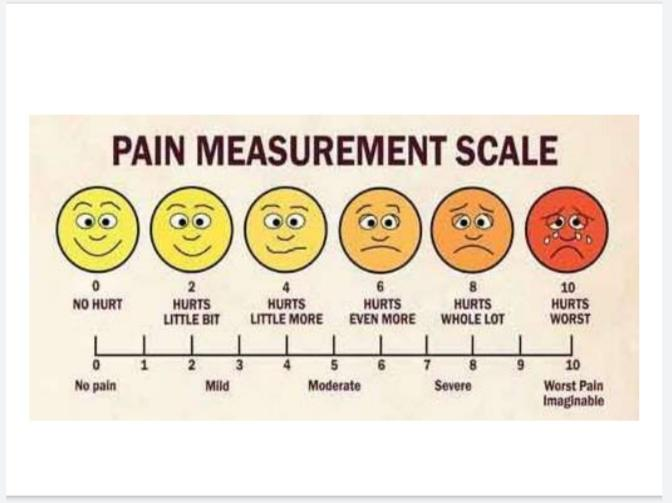 PAIN MEASUREMENT SCALE
0 2 4 6 8 10
NO HURT HURTS HURTS HURTS HURTS HURTS
LITTLE BIT LITTLE MORE EVEN MORE WHOLE LOT WORST
0 1 2 3 4 5 6 7 8 9 10
No pain Mild Moderate Severe Worst Pain
Imaginable